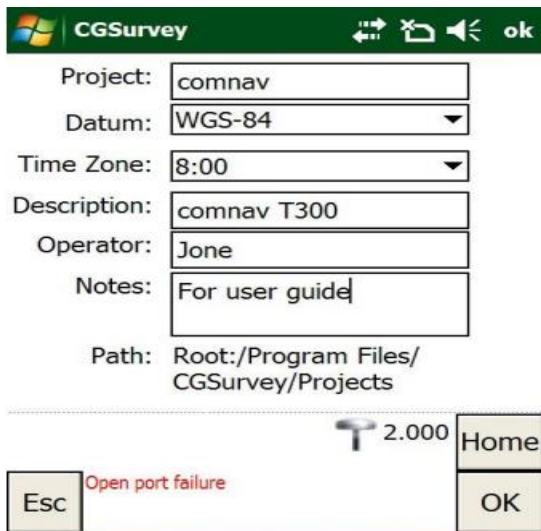 CGSurvey ok
Project: comnav
Datum: WGS-84
Time Zone: 8:00
Description: comnav T300
Operator: Jone
Notes: For user guide
Path: Root:/Program Files/
CGSurvey/Projects
2.000 Home
Esc Open port failure OK